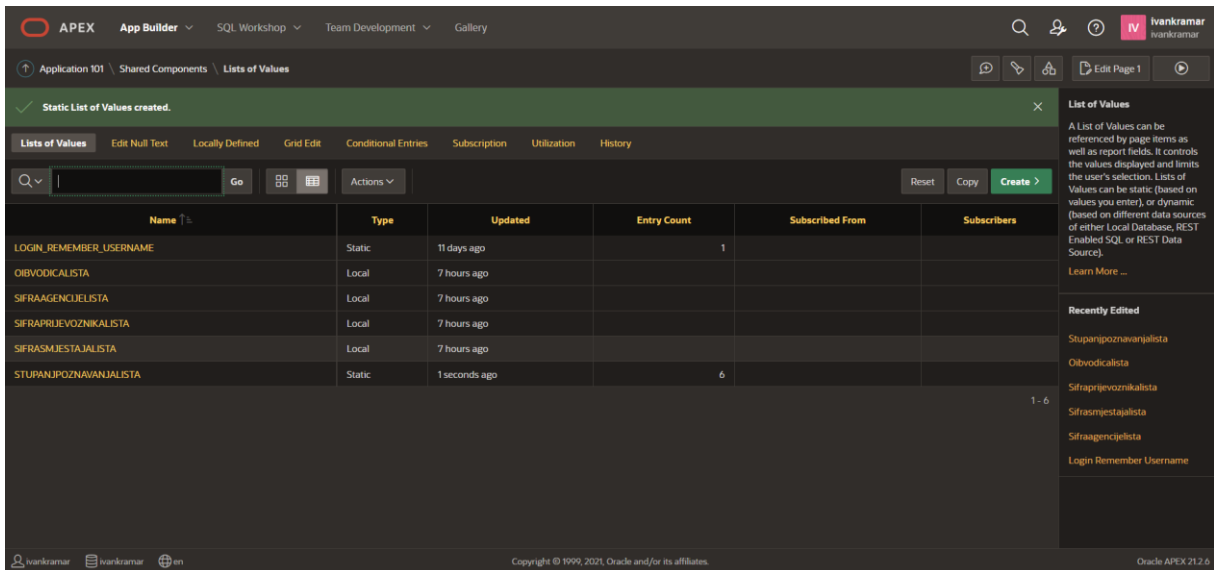 APEX App Builder SQL Workshop Team Development Gallery IV ivankramar
ivankramar
Application 101 \ Shared Components \ Lists of Values Edit Page 1
Static List of Values created.
Lists of Values Edit Null Text Locally Defined Grid Edit Conditional Entries Subscription Utilization History
Go Actions Reset Copy Create >
Name Type Updated Entry Count Subscribed From Subscribers
LOGIN_REMEMBER_USERNAME Static 11 days ago 1
OIBVODICALISTA Local 7 hours ago
SIFRAAGENCIJELISTA Local 7 hours ago
SIFRAPRIJEVOZNIKALISTA Local 7 hours ago
SIFRASMJESTAJALISTA Local 7 hours ago
STUPANJPOZNAVANJALISTA Static 1 seconds ago 6
1 - 6
List of Values
A List of Values can be
referenced by page items as
well as report fields. It controls
the values displayed and limits
the user's selection. Lists of
Values can be static (based on
values you enter), or dynamic
(based on different data sources
of either Local Database, REST
Enabled SQL or REST Data
Source).
Learn More ...
Recently Edited
Stupanjpoznavanjalista
Oibvodicalista
Sifraprijevoznikalista
Sifrasmjestajalista
Sifraagencijelista
Login Remember Username
ivankramar ivankramar en Copyright © 1999, 2021, Oracle and/or its affiliates. Oracle APEX 21.2.6